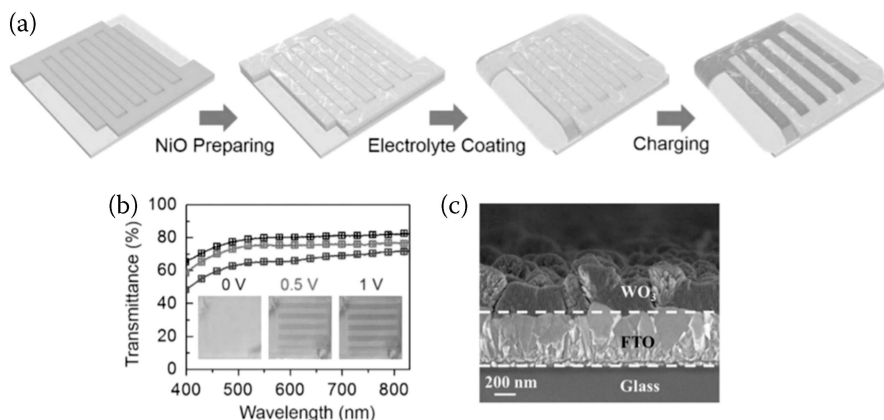 (a)
NiO Preparing
Electrolyte Coating
Charging
(b)
Transmittance (%)
100
80
60
40
20
0
0 V
0.5 V
1 V
400
500
600
700
800
Wavelength (nm)
(c)
WO3
FTO
200 nm
Glass